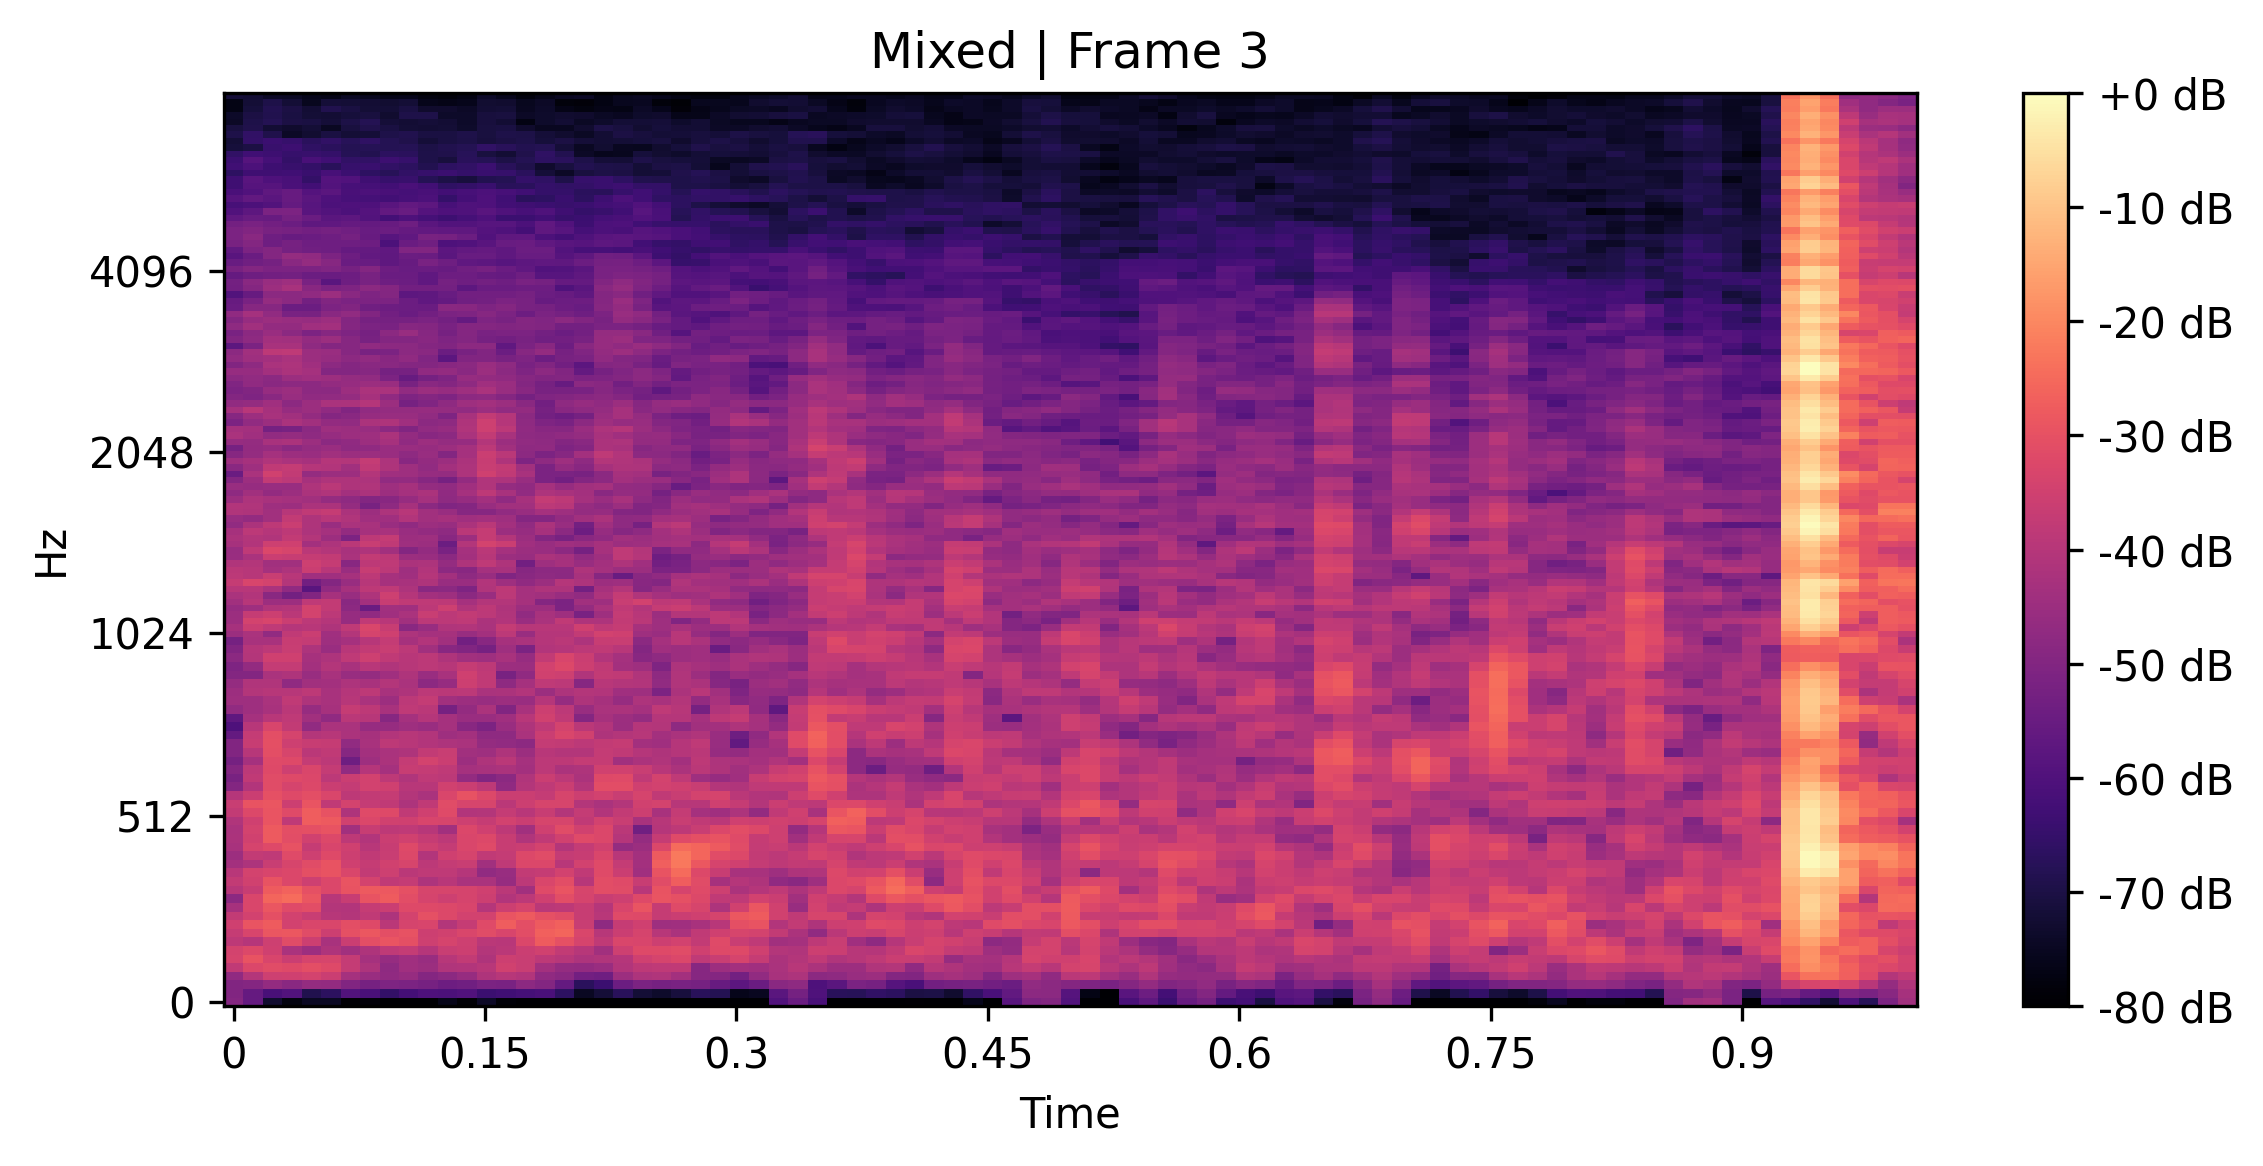 Mixed | Frame 3
Hz
4096
2048
1024
512
0
0 0.15 0.3 0.45 0.6 0.75 0.9
Time
+0 dB
-10 dB
-20 dB
-30 dB
-40 dB
-50 dB
-60 dB
-70 dB
-80 dB